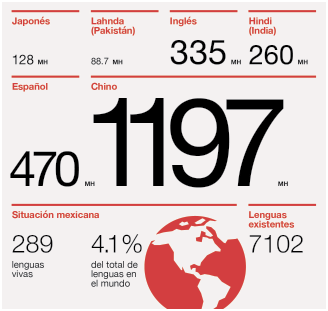 Japonés
128 MH
Lahnda
(Pakistán)
88.7 MH
Inglés
335 MH
Hindi
(India)
260 MH
Español
470 MH
Chino
1197 MH
Situación mexicana
289
lenguas
vivas
4.1%
del total de
lenguas en
el mundo
Lenguas
existentes
7102